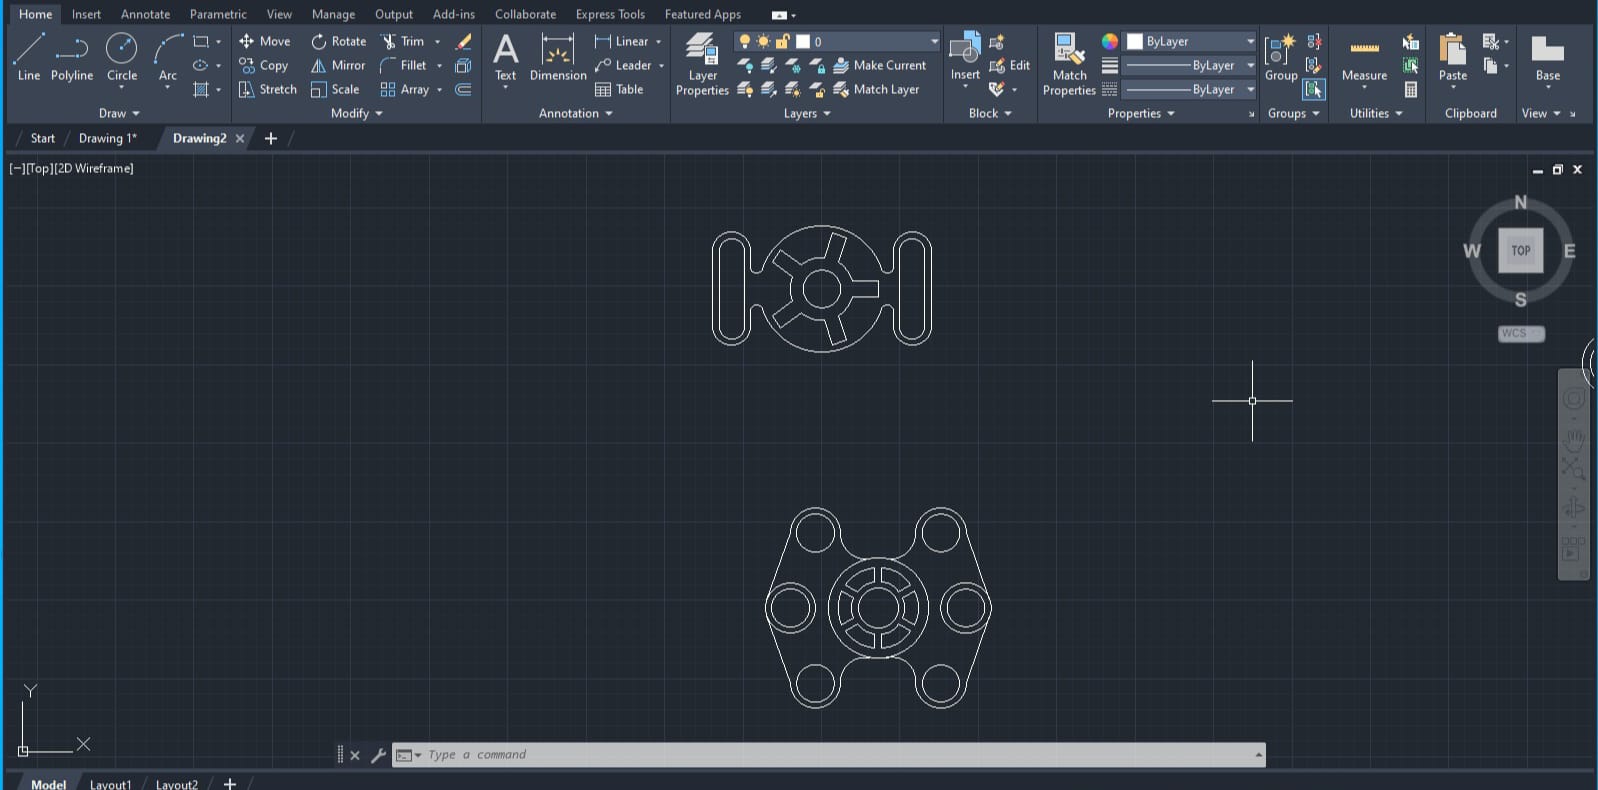 Home Insert Annotate Parametric View Manage Output Add-ins Collaborate Express Tools Featured Apps
Line Polyline Circle Arc
Draw
Move Rotate Trim
Copy Mirror Fillet
Stretch Scale Array
Modify
Text Dimension
Linear
Leader
Table
Annotation
Layer
Properties
0
Make Current
Match Layer
Layers
Insert
Edit
Block
Match
Properties
ByLayer
ByLayer
ByLayer
Properties
Group
Groups
Measure
Utilities
Paste
Clipboard
Base
View
Start Drawing 1* Drawing2
[−][Top][2D Wireframe]
N
W TOP E
S
WCS
Y
X
Type a command
Model Layout1 Layout2